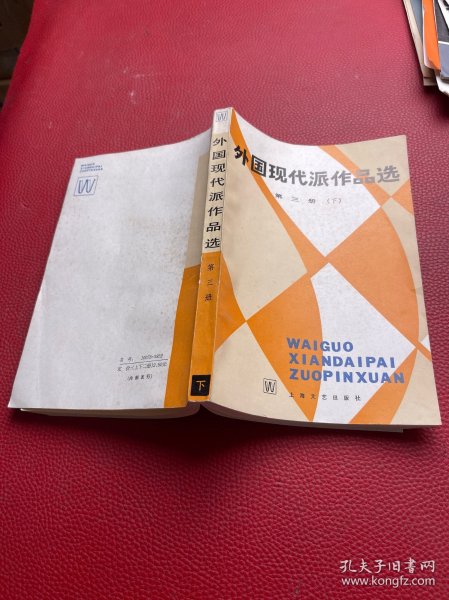 外国现代派作品选
第三册（下）
WAIGUO
XIANDAIPAI
ZUOPINXUAN
上海文艺出版社
外国现代派作品选
第三册
下
孔夫子旧书网
www.kongfz.com